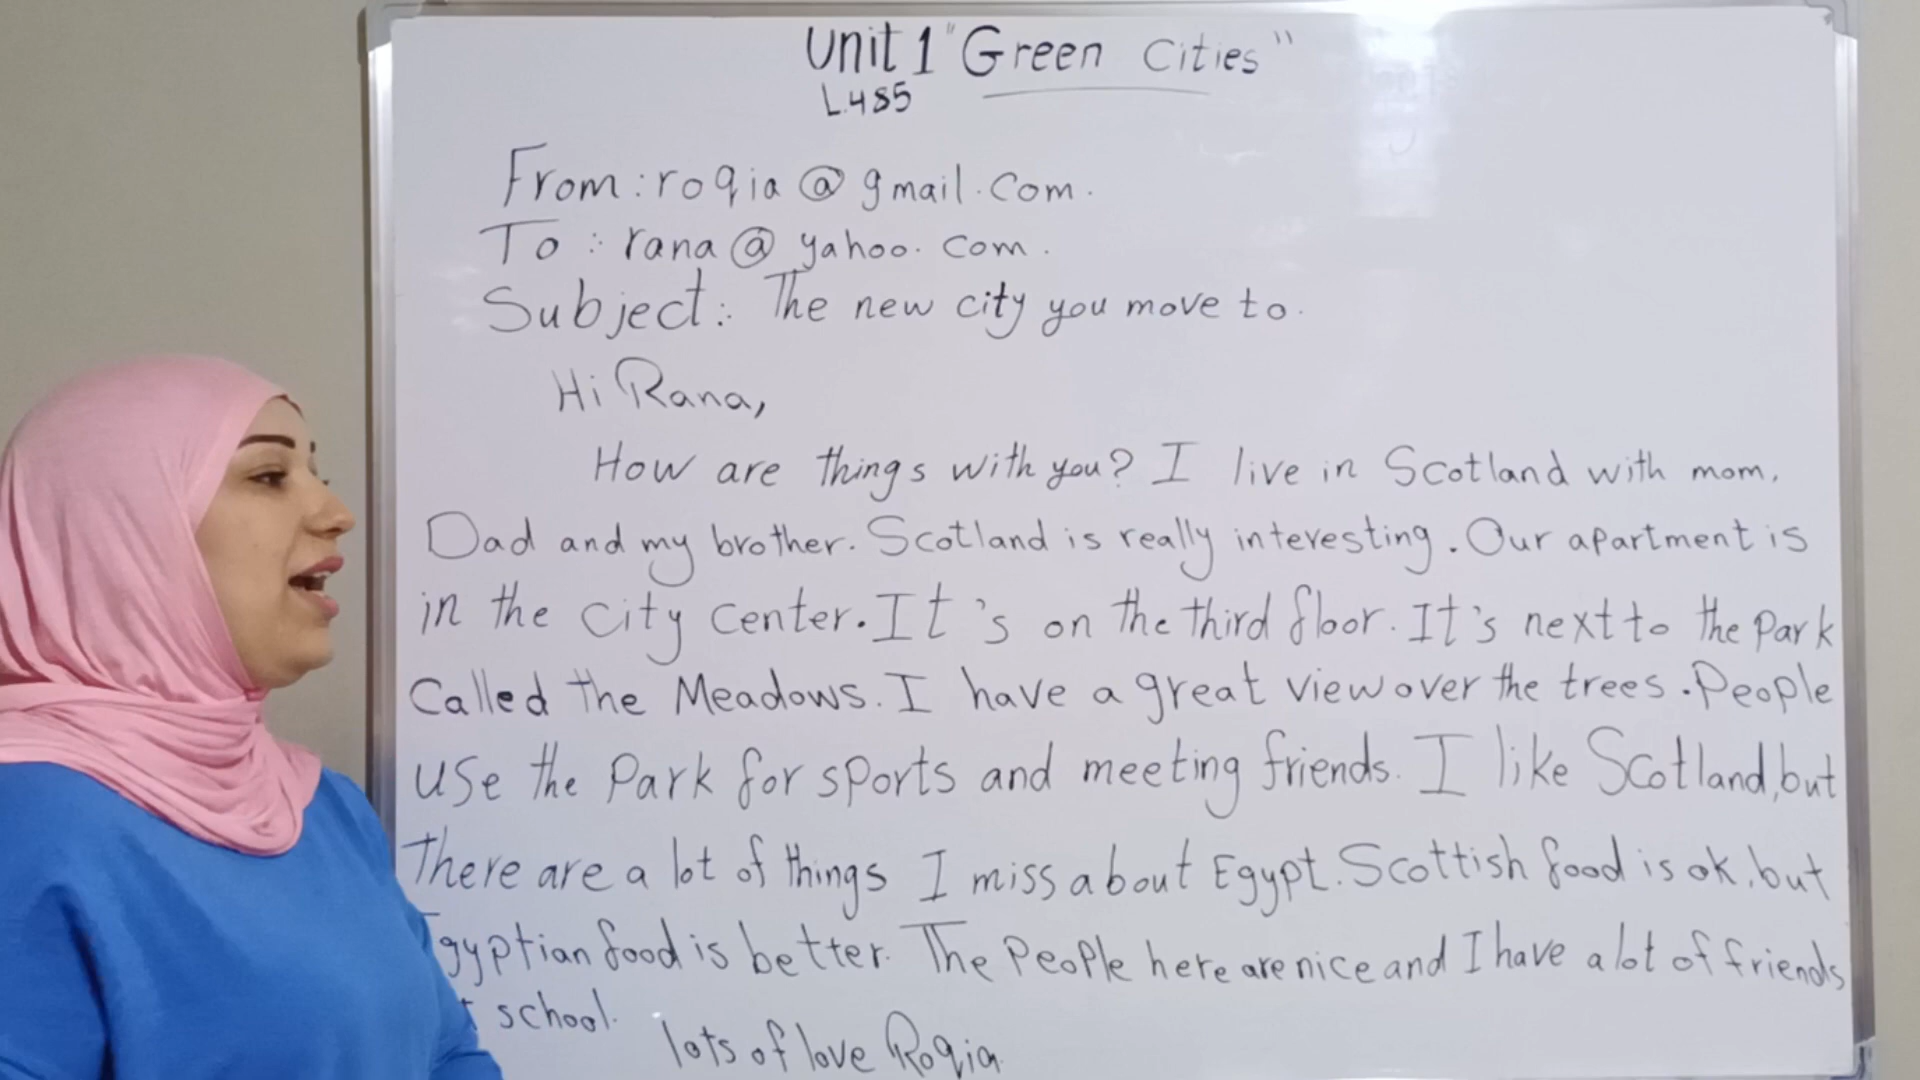 Unit 1 "Green Cities"
L.4&5
From: roqia@gmail.com.
To: rana@yahoo.com.
Subject: The new city you move to.
Hi Rana,
How are things with you? I live in Scotland with mom,
Dad and my brother. Scotland is really interesting. Our apartment is
in the city center. It's on the third floor. It's next to the park
called the Meadows. I have a great view over the trees. People
use the park for sports and meeting friends. I like Scotland, but
there are a lot of things I miss about Egypt. Scottish food is ok, but
Egyptian food is better. The people here are nice and I have a lot of friends
school.
lots of love Roqia.